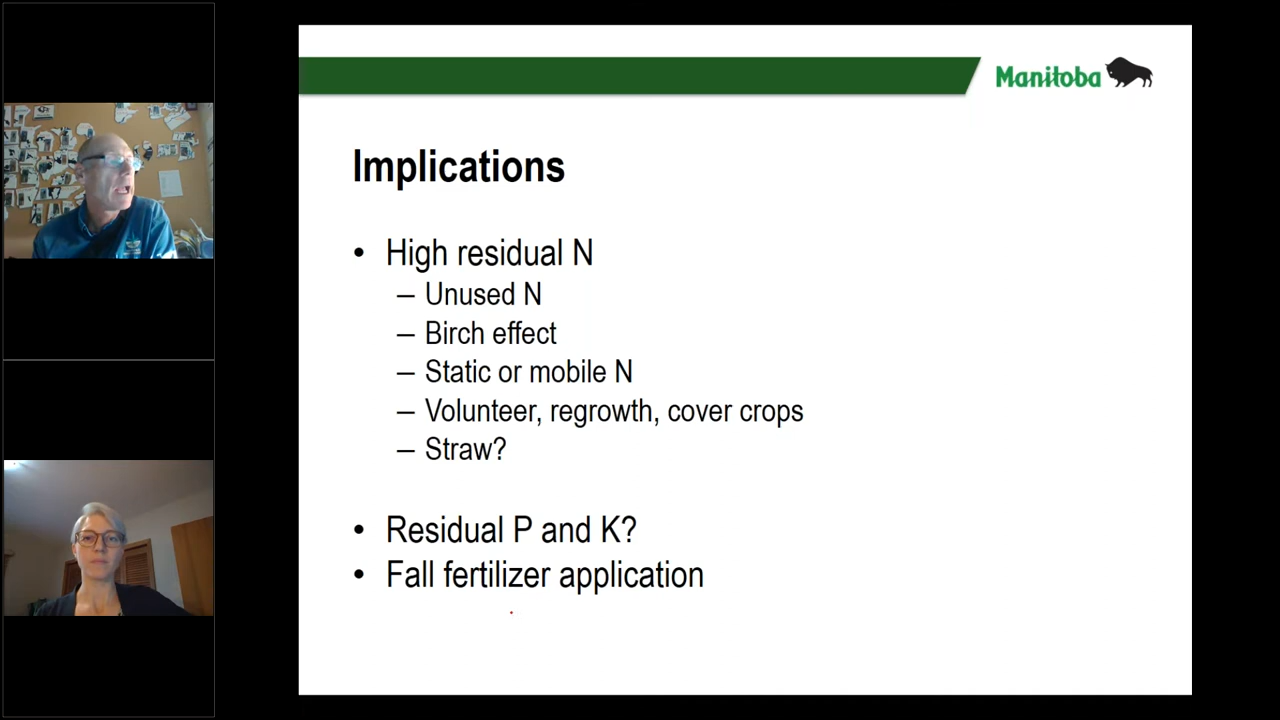 Manitoba
Implications
• High residual N
– Unused N
– Birch effect
– Static or mobile N
– Volunteer, regrowth, cover crops
– Straw?
• Residual P and K?
• Fall fertilizer application